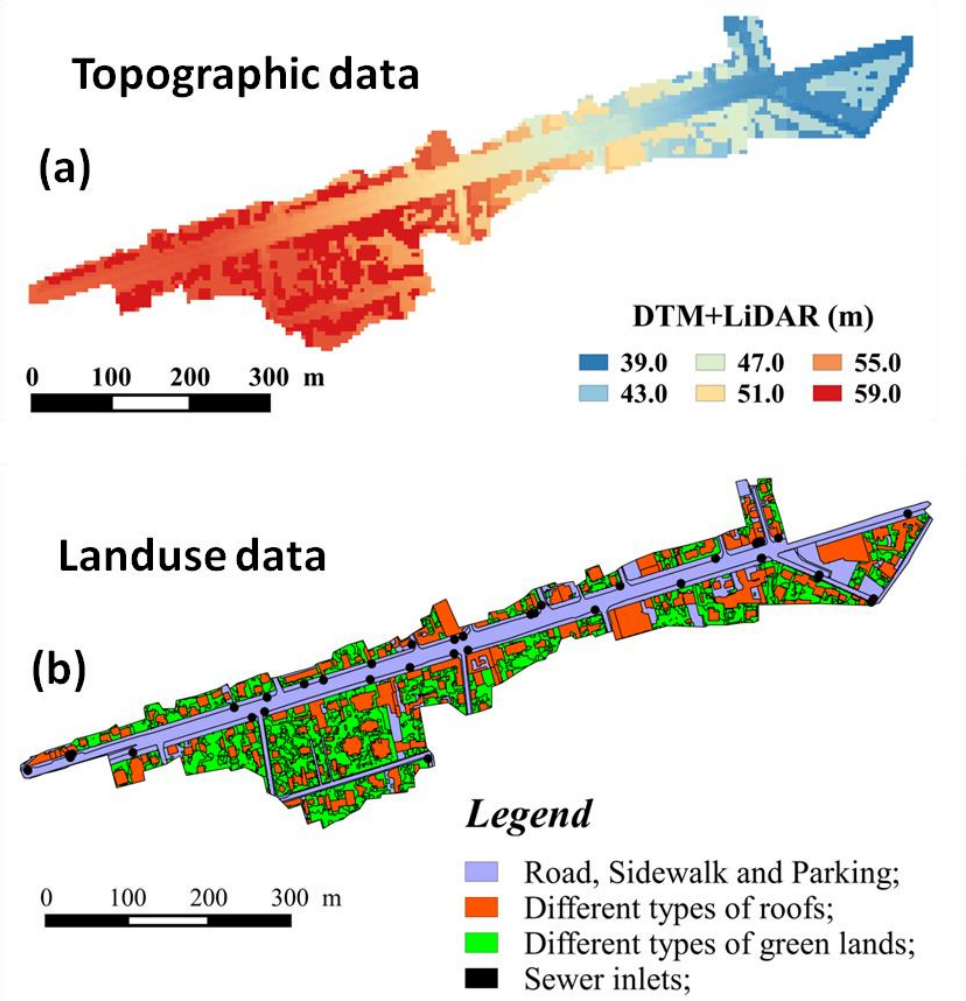 Topographic data
(a)
DTM+LiDAR (m)
39.0 47.0 55.0
43.0 51.0 59.0
0 100 200 300 m
Landuse data
(b)
Legend
Road, Sidewalk and Parking;
Different types of roofs;
Different types of green lands;
Sewer inlets;
0 100 200 300 m